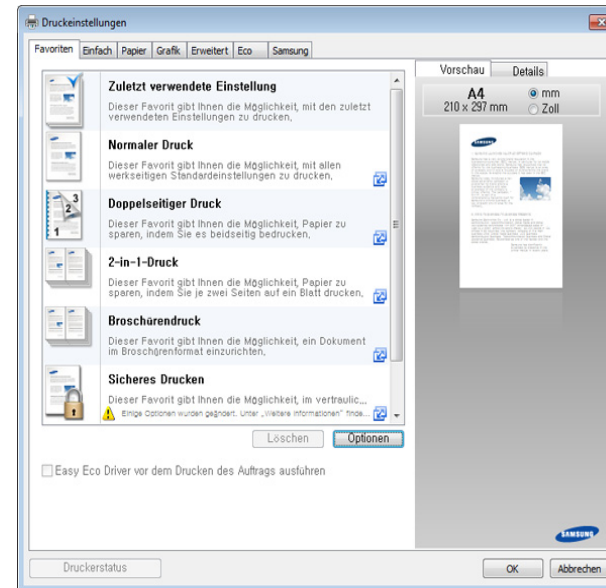 Druckeinstellungen
Favoriten Einfach Papier Grafik Erweitert Eco Samsung
Zuletzt verwendete Einstellung
Dieser Favorit gibt Ihnen die Möglichkeit, mit den zuletzt
verwendeten Einstellungen zu drucken,
Normaler Druck
Dieser Favorit gibt Ihnen die Möglichkeit, mit allen
werkseitigen Standardeinstellungen zu drucken,
Doppelseitiger Druck
Dieser Favorit gibt Ihnen die Möglichkeit, Papier zu
sparen, indem Sie es beidseitig bedrucken,
2-in-1-Druck
Dieser Favorit gibt Ihnen die Möglichkeit, Papier zu
sparen, indem Sie je zwei Seiten auf ein Blatt drucken,
Broschürendruck
Dieser Favorit gibt Ihnen die Möglichkeit, ein Dokument
im Broschürenformat einzurichten,
Sicheres Drucken
Dieser Favorit gibt Ihnen die Möglichkeit, im vertraulic...
Einige Optionen wurden geändert. Unter „Weitere Informationen" finde...
Löschen Optionen
Easy Eco Driver vor dem Drucken des Auftrags ausführen
Vorschau Details
A4
210 x 297 mm
mm
Zoll
SAMSUNG
Druckerstatus
OK Abbrechen